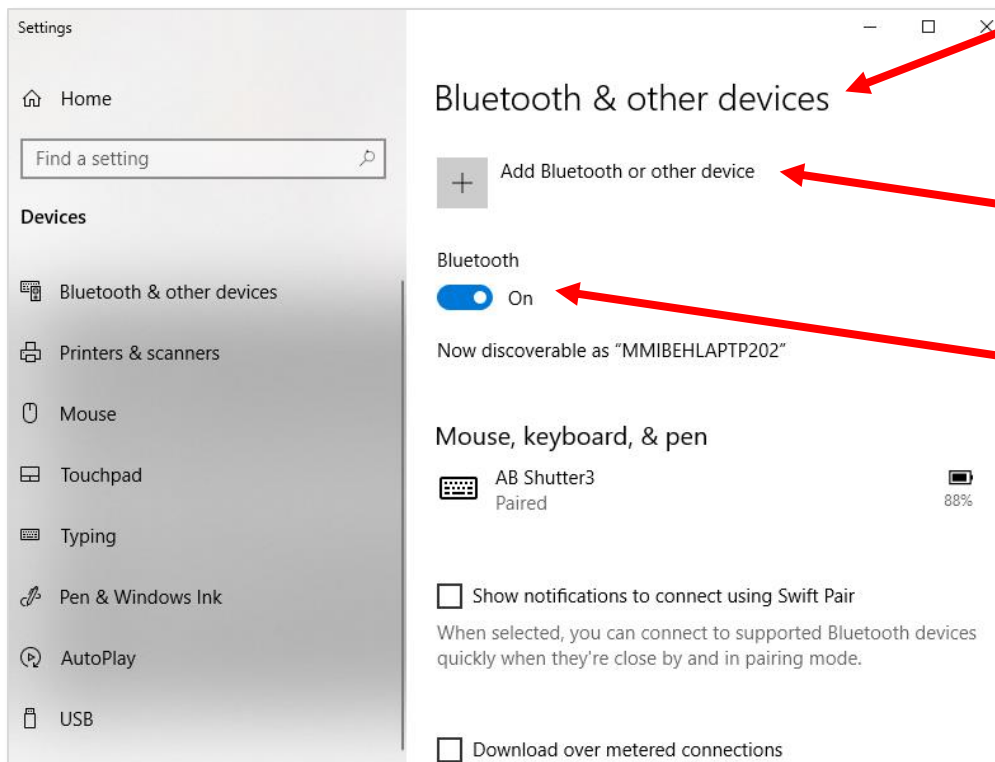 Settings
Home
Find a setting
Devices
Bluetooth & other devices
Printers & scanners
Mouse
Touchpad
Typing
Pen & Windows Ink
AutoPlay
USB
Bluetooth & other devices
Add Bluetooth or other device
Bluetooth
On
Now discoverable as “MMIBEHLAPTP202”
Mouse, keyboard, & pen
AB Shutter3
Paired
88%
Show notifications to connect using Swift Pair
When selected, you can connect to supported Bluetooth devices
quickly when they're close by and in pairing mode.
Download over metered connections